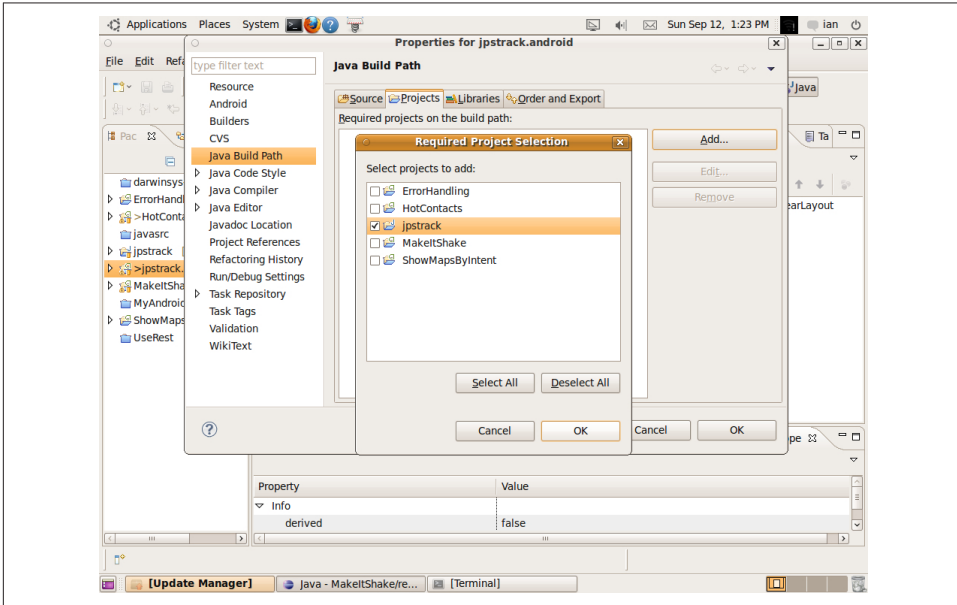 Applications Places System
Sun Sep 12, 1:23 PM
ian
Properties for jpstrack.android
File Edit Refa
type filter text
Java Build Path
Java
Resource
Android
Builders
CVS
Java Build Path
Java Code Style
Java Compiler
Java Editor
Javadoc Location
Project References
Refactoring History
Run/Debug Settings
Task Repository
Task Tags
Validation
WikiText
Source Projects Libraries Order and Export
Required projects on the build path:
Add...
Edit...
Remove
Required Project Selection
Select projects to add:
ErrorHandling
HotContacts
jpstrack
MakeItShake
ShowMapsByIntent
Select All
Deselect All
Cancel
OK
Cancel
OK
Pac
Ta
darwinsys
ErrorHandl
>HotConta
javasrc
jpstrack
>jpstrack.
MakeItSha
MyAndroid
ShowMaps
UseRest
earLayout
ope
Property Value
Info
derived false
[Update Manager]
Java - MakeItShake/re...
[Terminal]